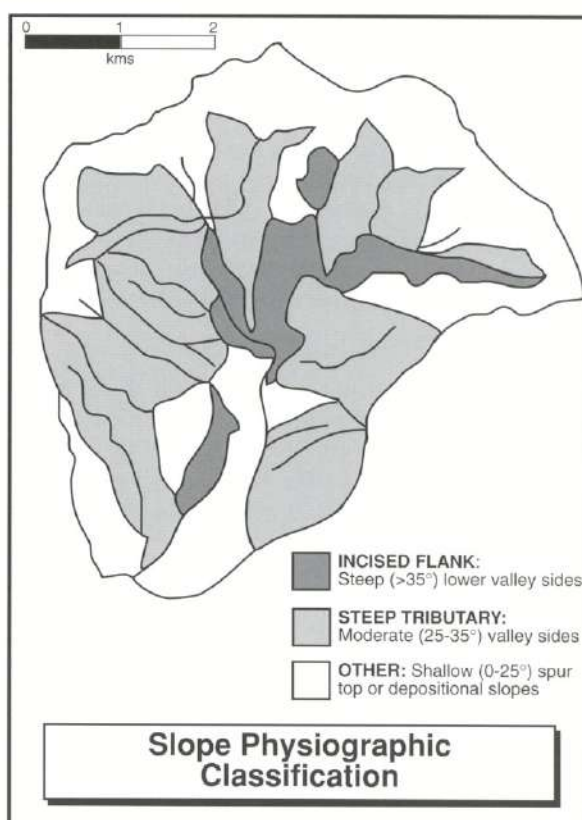 0 1 2
kms
INCISED FLANK:
Steep (>35°) lower valley sides
STEEP TRIBUTARY:
Moderate (25-35°) valley sides
OTHER: Shallow (0-25°) spur
top or depositional slopes
Slope Physiographic
Classification